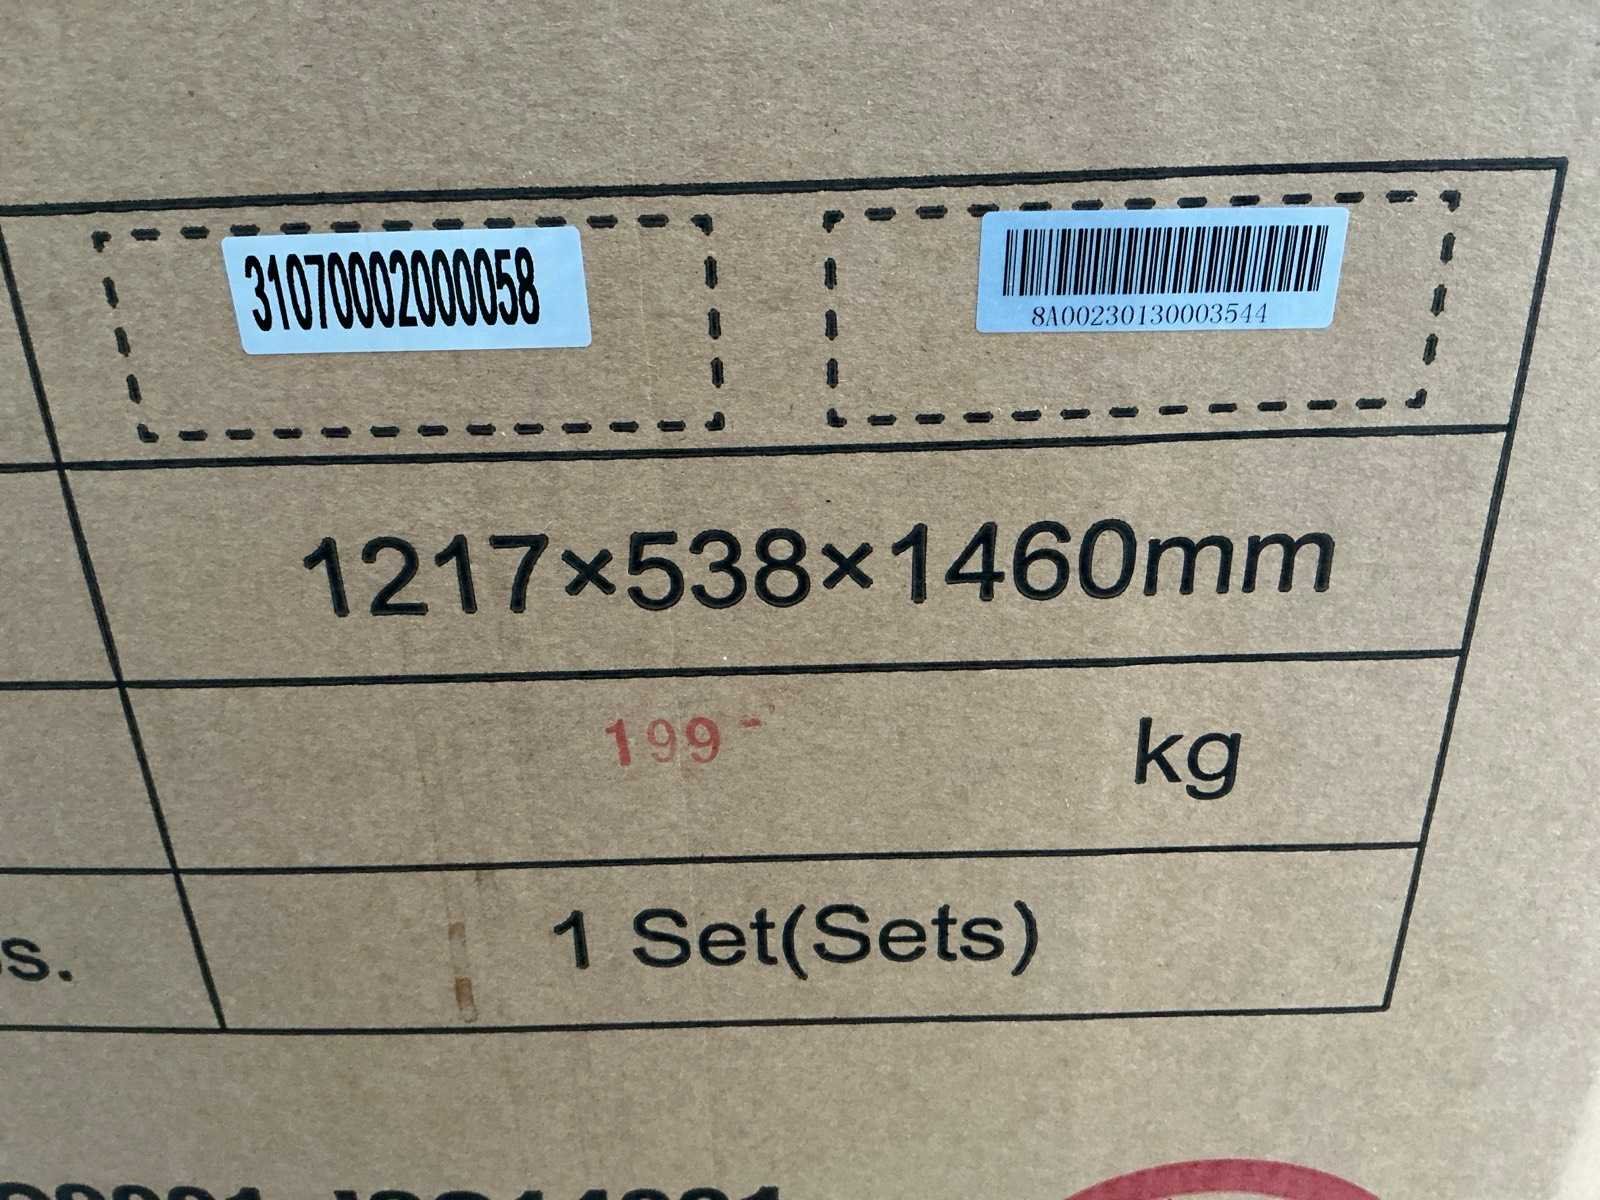 31070002000058
8A00230130003544
1217×538×1460mm
199 kg
1 Set(Sets)